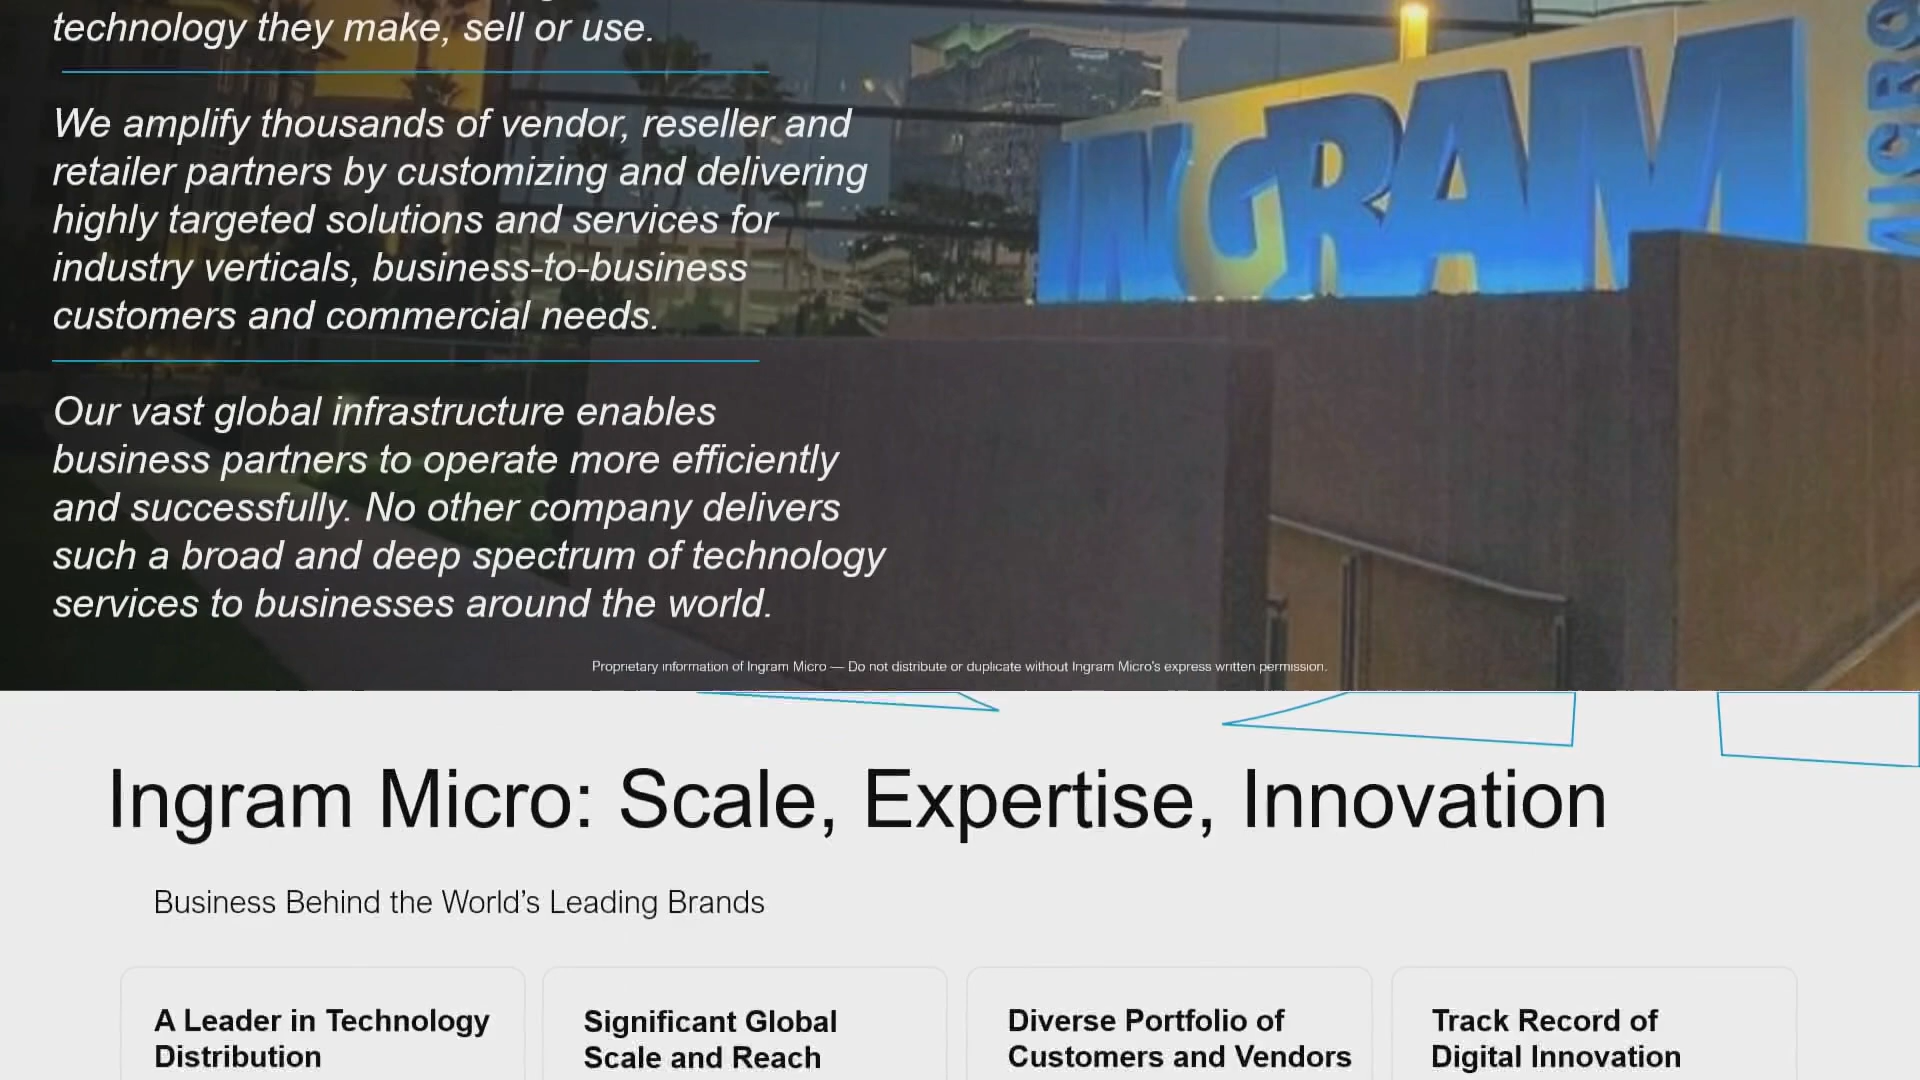 technology they make, sell or use.
We amplify thousands of vendor, reseller and
retailer partners by customizing and delivering
highly targeted solutions and services for
industry verticals, business-to-business
customers and commercial needs.
Our vast global infrastructure enables
business partners to operate more efficiently
and successfully. No other company delivers
such a broad and deep spectrum of technology
services to businesses around the world.
INGRAM
MICRO
Proprietary information of Ingram Micro — Do not distribute or duplicate without Ingram Micro's express written permission.
Ingram Micro: Scale, Expertise, Innovation
Business Behind the World’s Leading Brands
A Leader in Technology
Distribution
Significant Global
Scale and Reach
Diverse Portfolio of
Customers and Vendors
Track Record of
Digital Innovation